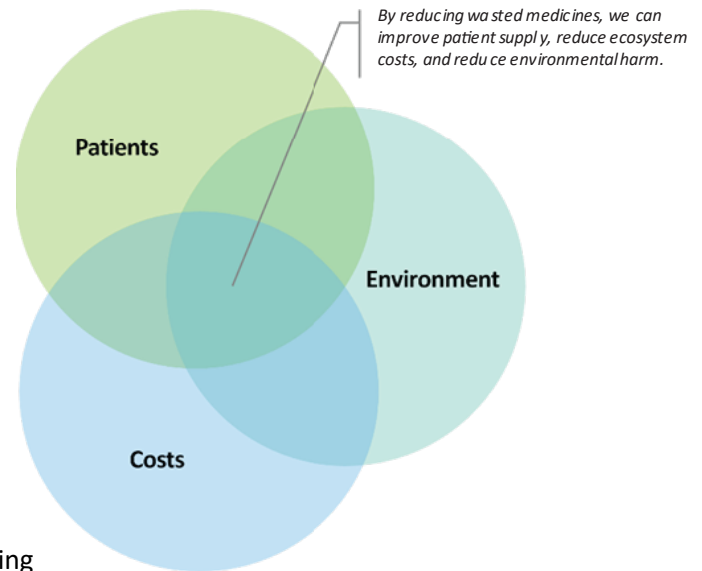 By reducing wasted medicines, we can
improve patient supply, reduce ecosystem
costs, and reduce environmental harm.
Patients
Environment
Costs
ing